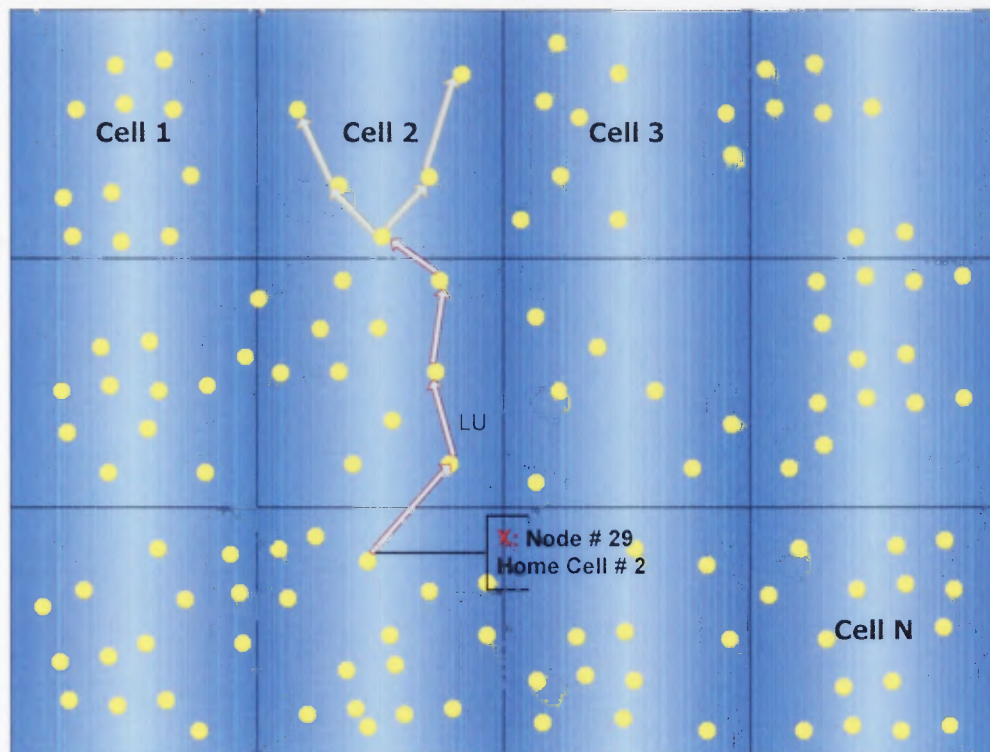 Cell 1
Cell 2
Cell 3
LU
X: Node # 29
Home Cell # 2
Cell N